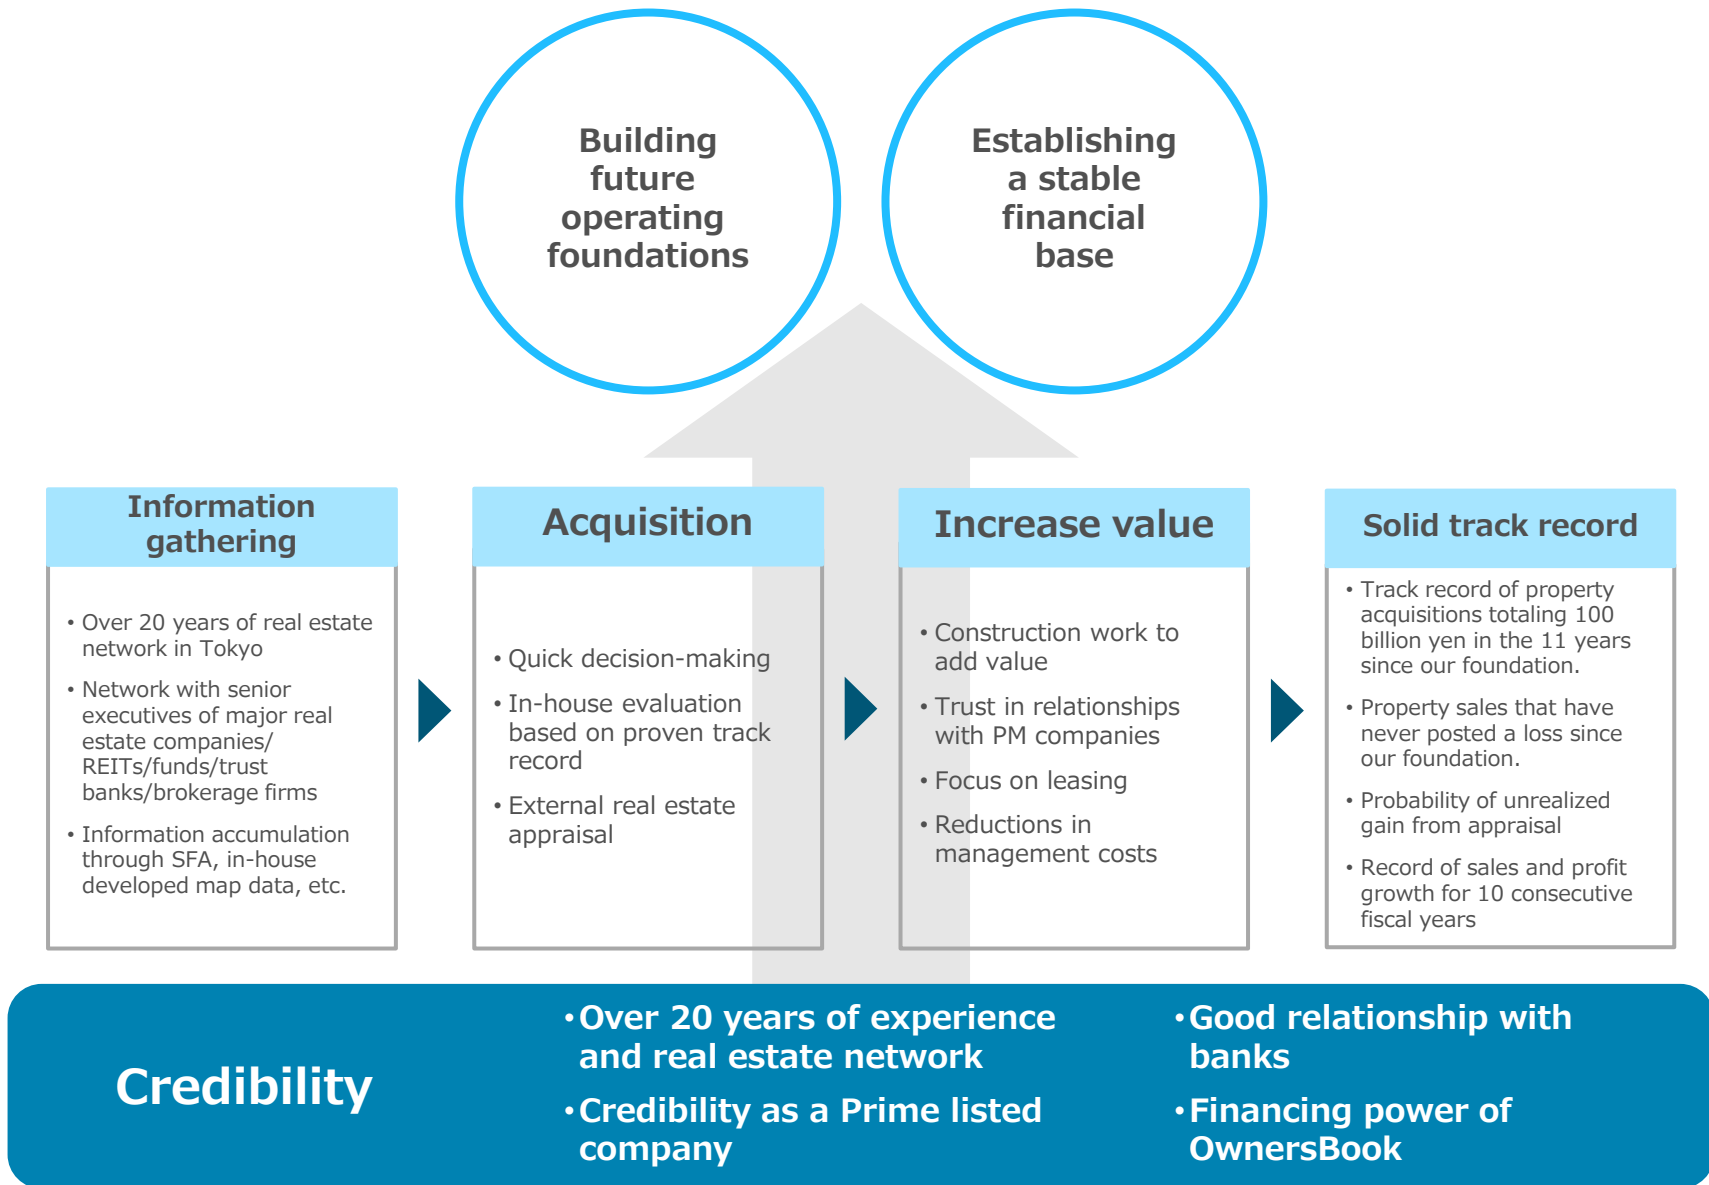 Building
future
operating
foundations
Establishing
a stable
financial
base
Information
gathering
• Over 20 years of real estate
network in Tokyo
• Network with senior
executives of major real
estate companies/
REITs/funds/trust
banks/brokerage firms
• Information accumulation
through SFA, in-house
developed map data, etc.
Acquisition
• Quick decision-making
• In-house evaluation
based on proven track
record
• External real estate
appraisal
Increase value
• Construction work to
add value
• Trust in relationships
with PM companies
• Focus on leasing
• Reductions in
management costs
Solid track record
• Track record of property
acquisitions totaling 100
billion yen in the 11 years
since our foundation.
• Property sales that have
never posted a loss since
our foundation.
• Probability of unrealized
gain from appraisal
• Record of sales and profit
growth for 10 consecutive
fiscal years
Credibility
• Over 20 years of experience
and real estate network
• Credibility as a Prime listed
company
• Good relationship with
banks
• Financing power of
OwnersBook